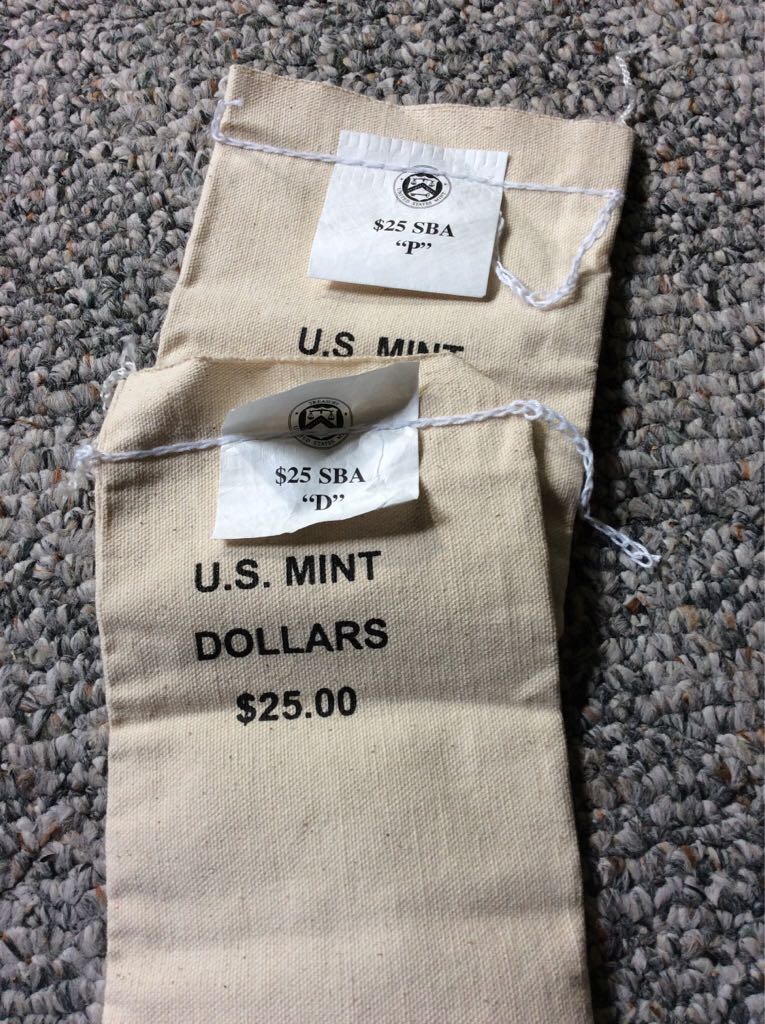 $25 SBA
“P”
U.S. MINT
$25 SBA
“D”
U.S. MINT
DOLLARS
$25.00